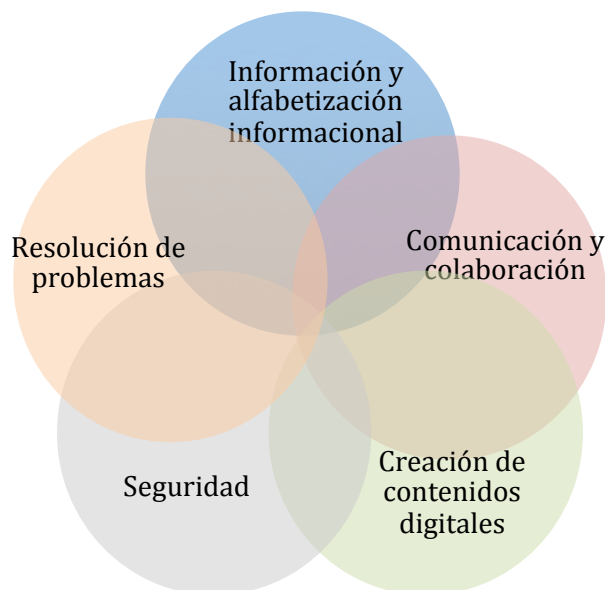 Información y
alfabetización
informacional
Comunicación y
colaboración
Creación de
contenidos
digitales
Seguridad
Resolución de
problemas